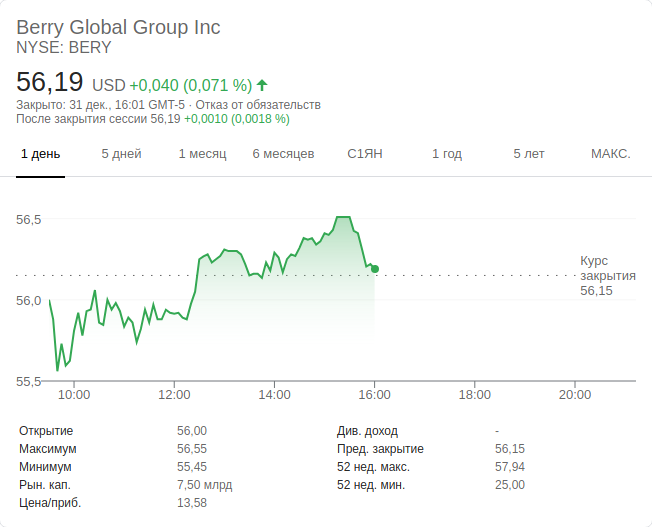 Berry Global Group Inc
NYSE: BERY
56,19 USD +0,040 (0,071 %)
Закрыто: 31 дек., 16:01 GMT-5 · Отказ от обязательств
После закрытия сессии 56,19 +0,0010 (0,0018 %)
1 день 5 дней 1 месяц 6 месяцев С1ЯН 1 год 5 лет МАКС.
56,5
Курс
закрытия
56,15
56,0
55,5
10:00 12:00 14:00 16:00 18:00 20:00
Открытие 56,00 Див. доход -
Максимум 56,55 Пред. закрытие 56,15
Минимум 55,45 52 нед. макс. 57,94
Рын. кап. 7,50 млрд 52 нед. мин. 25,00
Цена/приб. 13,58